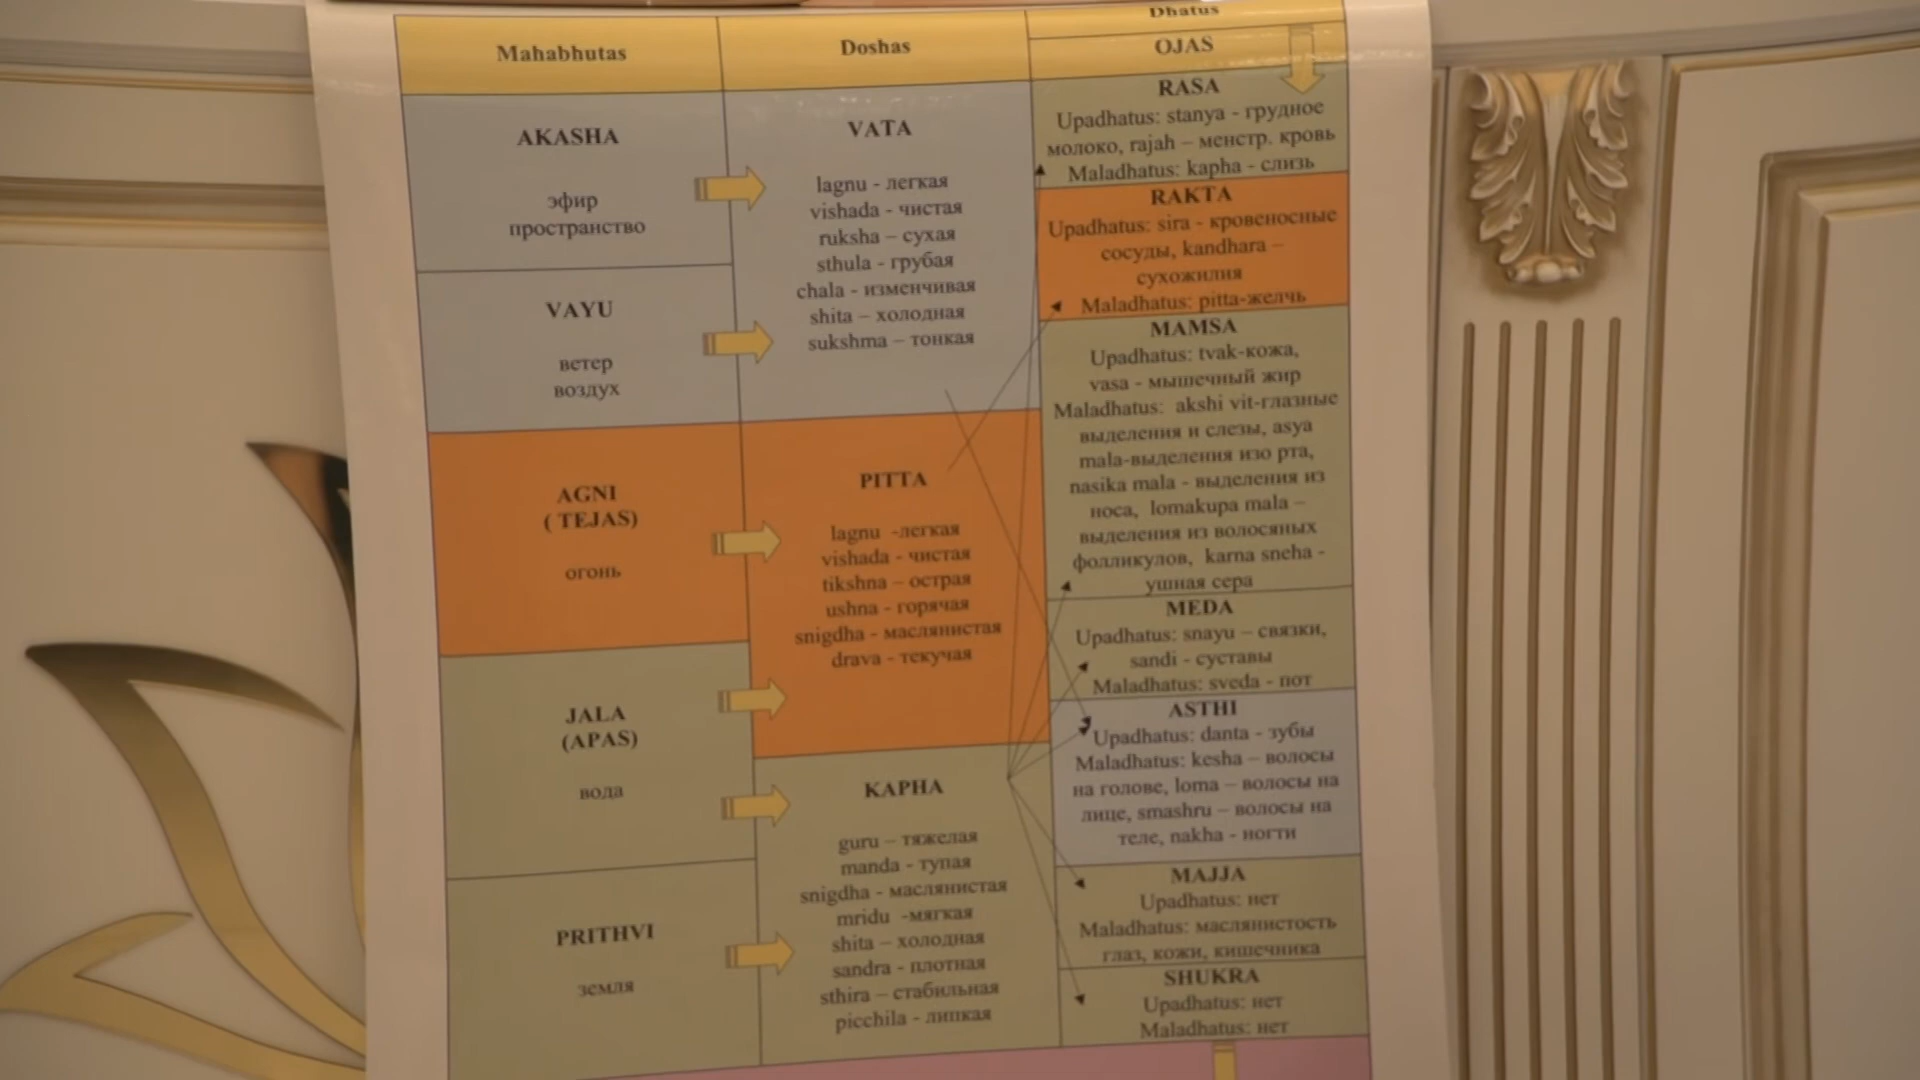 Mahabhutas
Doshas
Dhatus
OJAS
AKASHA
эфир
пространство
VAYU
ветер
воздух
AGNI
( TEJAS)
огонь
JALA
(APAS)
вода
PRITHVI
земля
VATA
lagnu - легкая
vishada - чистая
ruksha – сухая
sthula - грубая
chala - изменчивая
shita – холодная
sukshma – тонкая
PITTA
lagnu -легкая
vishada - чистая
tikshna – острая
ushna - горячая
snigdha - маслянистая
drava - текучая
KAPHA
guru – тяжелая
manda - тупая
snigdha - маслянистая
mridu -мягкая
shita – холодная
sandra - плотная
sthira – стабильная
picchila - липкая
RASA
Upadhatus: stanya - грудное
молоко, rajah – менстр. кровь
Maladhatus: kapha - слизь
RAKTA
Upadhatus: sira - кровеносные
сосуды, kandhara –
сухожилия
Maladhatus: pitta-желчь
MAMSA
Upadhatus: tvak-кожа,
vasa - мышечный жир
Maladhatus: akshi vit-глазные
выделения и слезы, asya
mala-выделения изо рта,
nasika mala - выделения из
носа, lomakupa mala –
выделения из волосяных
фолликулов, karna sneha -
ушная сера
MEDA
Upadhatus: snayu – связки,
sandi - суставы
Maladhatus: sveda - пот
ASTHI
Upadhatus: danta - зубы
Maladhatus: kesha – волосы
на голове, loma – волосы на
лице, smashru – волосы на
теле, nakha - ногти
MAJJA
Upadhatus: нет
Maladhatus: маслянистость
глаз, кожи, кишечника
SHUKRA
Upadhatus: нет
Maladhatus: нет